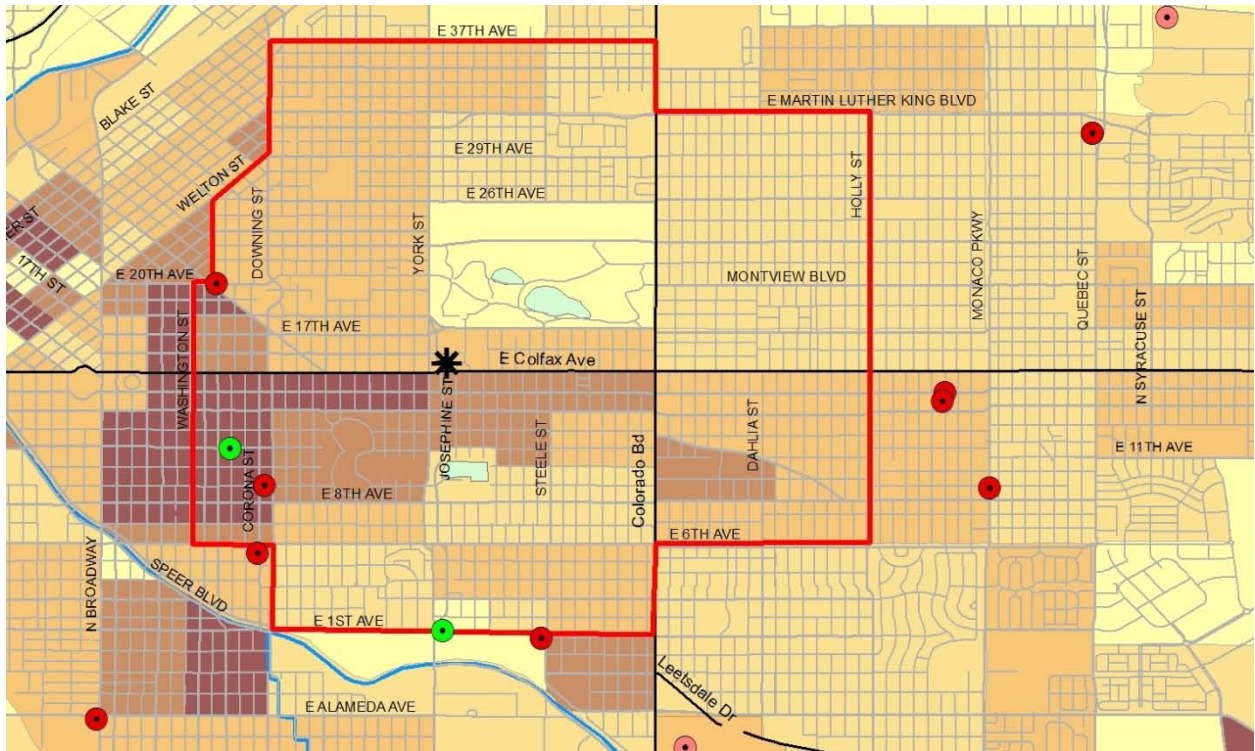 E 37TH AVE
BLAKE ST
E MARTIN LUTHER KING BLVD
E 29TH AVE
WELTON ST
HOLLY ST
E 26TH AVE
DOWNING ST
YORK ST
ER ST
MONACO PKWY
17TH ST
E 20TH AVE
MONTVIEW BLVD
QUEBEC ST
N SYRACUSE ST
E 17TH AVE
WASHINGTON ST
E Colfax Ave
JOSEPHINE ST
DAHLIA ST
STEELE ST
E 11TH AVE
CORONA ST
Colorado Bd
E 8TH AVE
E 6TH AVE
SPEER BLVD
N BROADWAY
E 1ST AVE
Leetsdale Dr
E ALAMEDA AVE